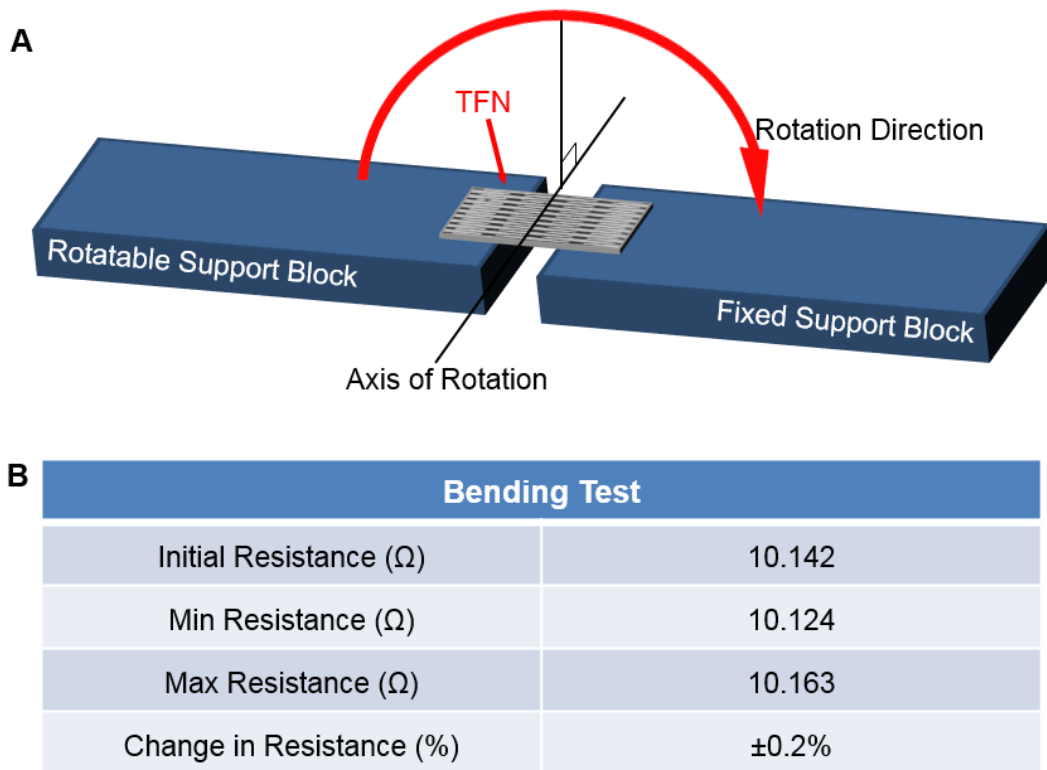 A
TFN
Rotation Direction
Rotatable Support Block
Fixed Support Block
Axis of Rotation
B
Bending Test
Initial Resistance (Ω) 10.142
Min Resistance (Ω) 10.124
Max Resistance (Ω) 10.163
Change in Resistance (%) ±0.2%